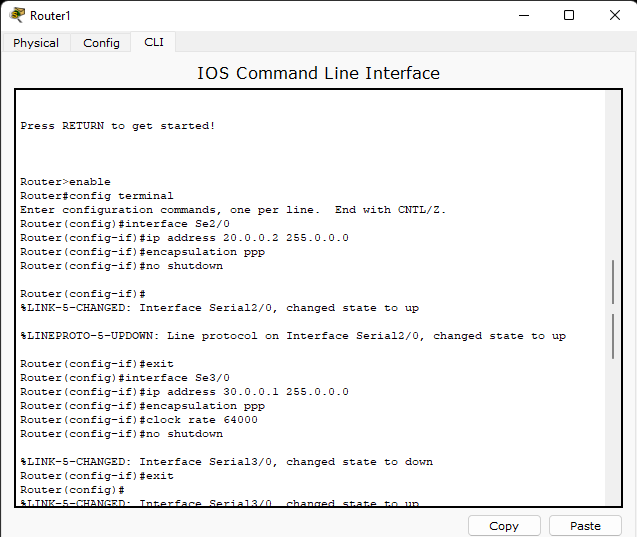 Router1
Physical Config CLI
IOS Command Line Interface
Press RETURN to get started!
Router>enable
Router#config terminal
Enter configuration commands, one per line.  End with CNTL/Z.
Router(config)#interface Se2/0
Router(config-if)#ip address 20.0.0.2 255.0.0.0
Router(config-if)#encapsulation ppp
Router(config-if)#no shutdown
Router(config-if)#
%LINK-5-CHANGED: Interface Serial2/0, changed state to up
%LINEPROTO-5-UPDOWN: Line protocol on Interface Serial2/0, changed state to up
Router(config-if)#exit
Router(config)#interface Se3/0
Router(config-if)#ip address 30.0.0.1 255.0.0.0
Router(config-if)#encapsulation ppp
Router(config-if)#clock rate 64000
Router(config-if)#no shutdown
%LINK-5-CHANGED: Interface Serial3/0, changed state to down
Router(config-if)#exit
Router(config)#
%LINK-5-CHANGED: Interface Serial3/0, changed state to up
Copy Paste